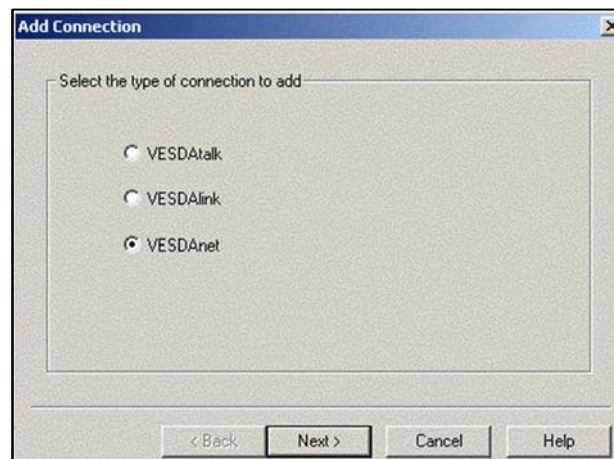 Add Connection
Select the type of connection to add
VESDAtalk
VESDAlink
VESDAnet
< Back Next > Cancel Help